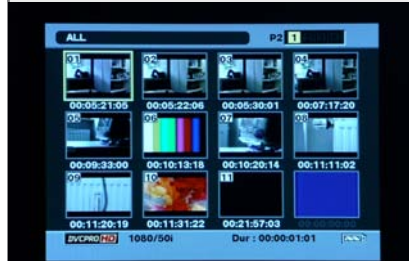 ALL P2 1
01 02 03 04
00:05:21:05 00:05:22:06 00:05:30:01 00:07:17:20
05 06 07 08
00:09:33:00 00:10:13:18 00:10:20:14 00:11:11:02
09 10 11
00:11:20:19 00:11:31:22 00:21:57:03
DVCPRO HD 1080/50i Dur : 00:00:01:01